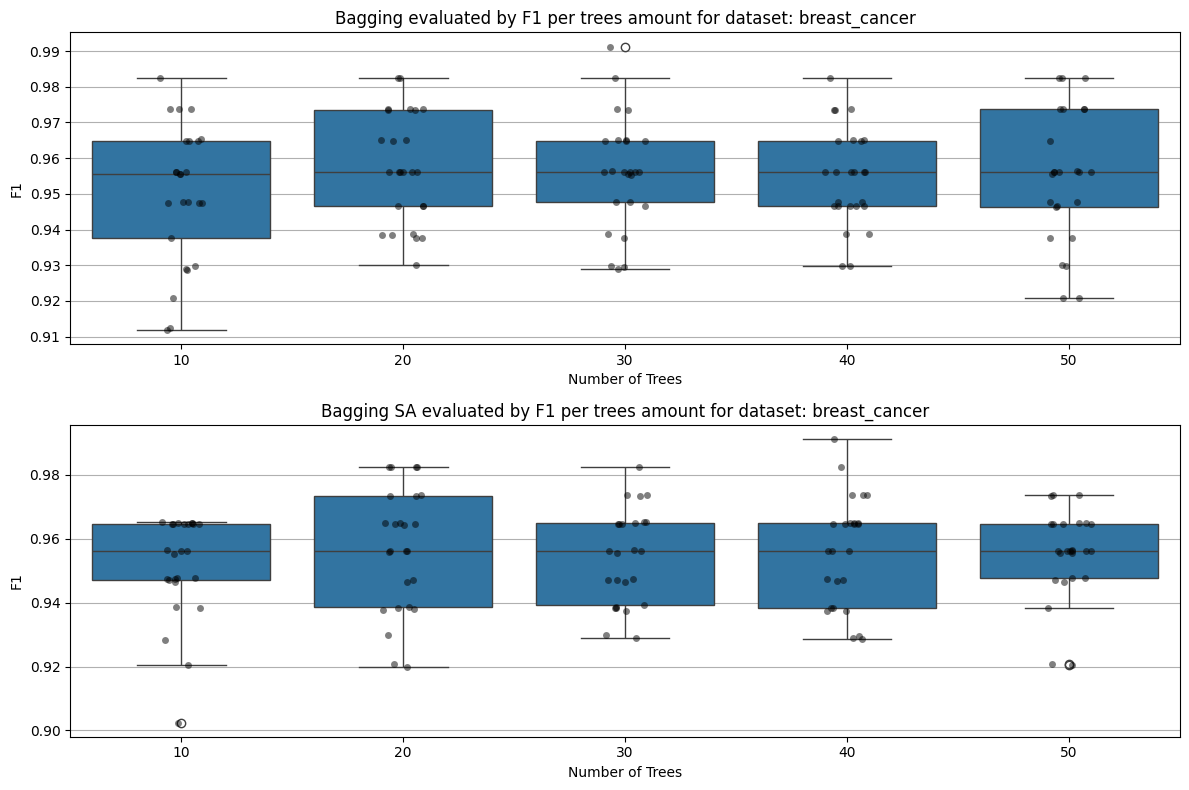 Bagging evaluated by F1 per trees amount for dataset: breast_cancer
0.99
0.98
0.97
0.96
0.95
0.94
0.93
0.92
0.91
F1
10 20 30 40 50
Number of Trees
Bagging SA evaluated by F1 per trees amount for dataset: breast_cancer
0.98
0.96
0.94
0.92
0.90
F1
10 20 30 40 50
Number of Trees